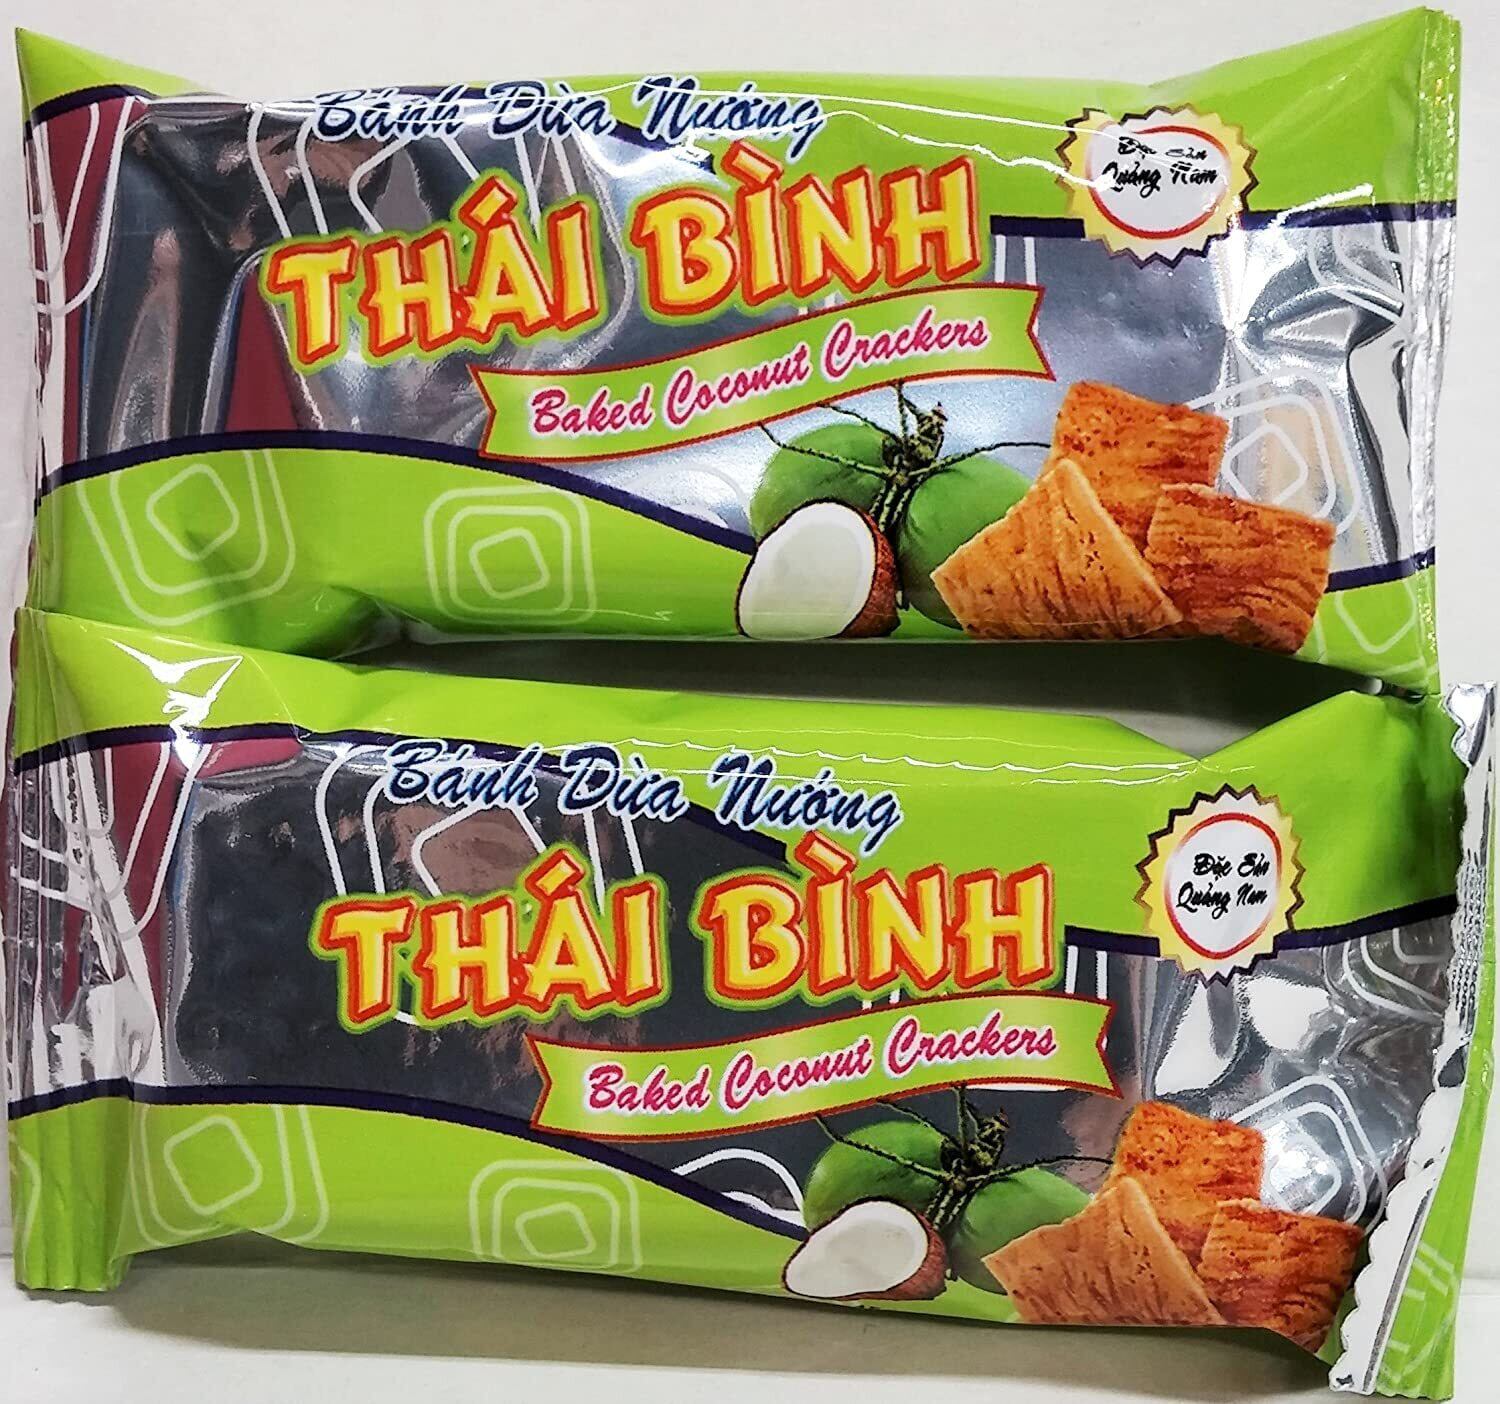 Bánh Dừa Nướng
THÁI BÌNH
Baked Coconut Crackers
Đặc Sản
Quảng Nam
Bánh Dừa Nướng
THÁI BÌNH
Baked Coconut Crackers
Đặc Sản
Quảng Nam